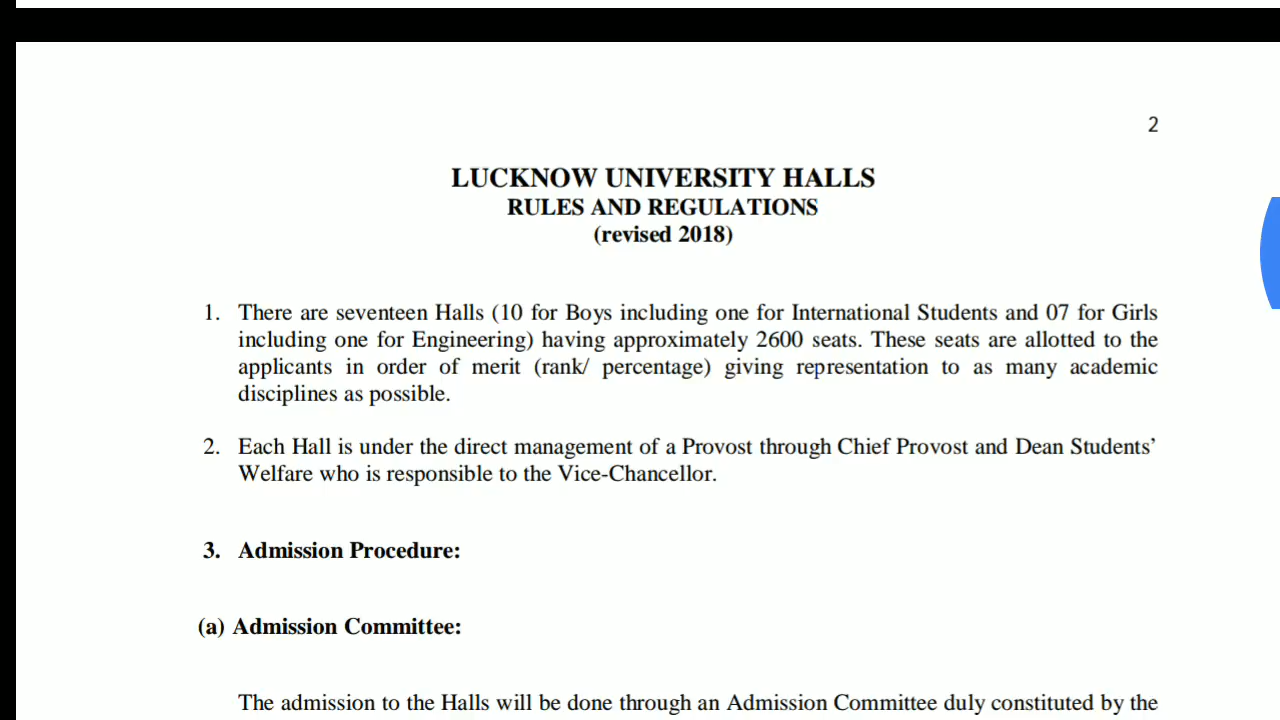 2
LUCKNOW UNIVERSITY HALLS
RULES AND REGULATIONS
(revised 2018)
1. There are seventeen Halls (10 for Boys including one for International Students and 07 for Girls
including one for Engineering) having approximately 2600 seats. These seats are allotted to the
applicants in order of merit (rank/ percentage) giving representation to as many academic
disciplines as possible.
2. Each Hall is under the direct management of a Provost through Chief Provost and Dean Students’
Welfare who is responsible to the Vice-Chancellor.
3. Admission Procedure:
(a) Admission Committee:
The admission to the Halls will be done through an Admission Committee duly constituted by the